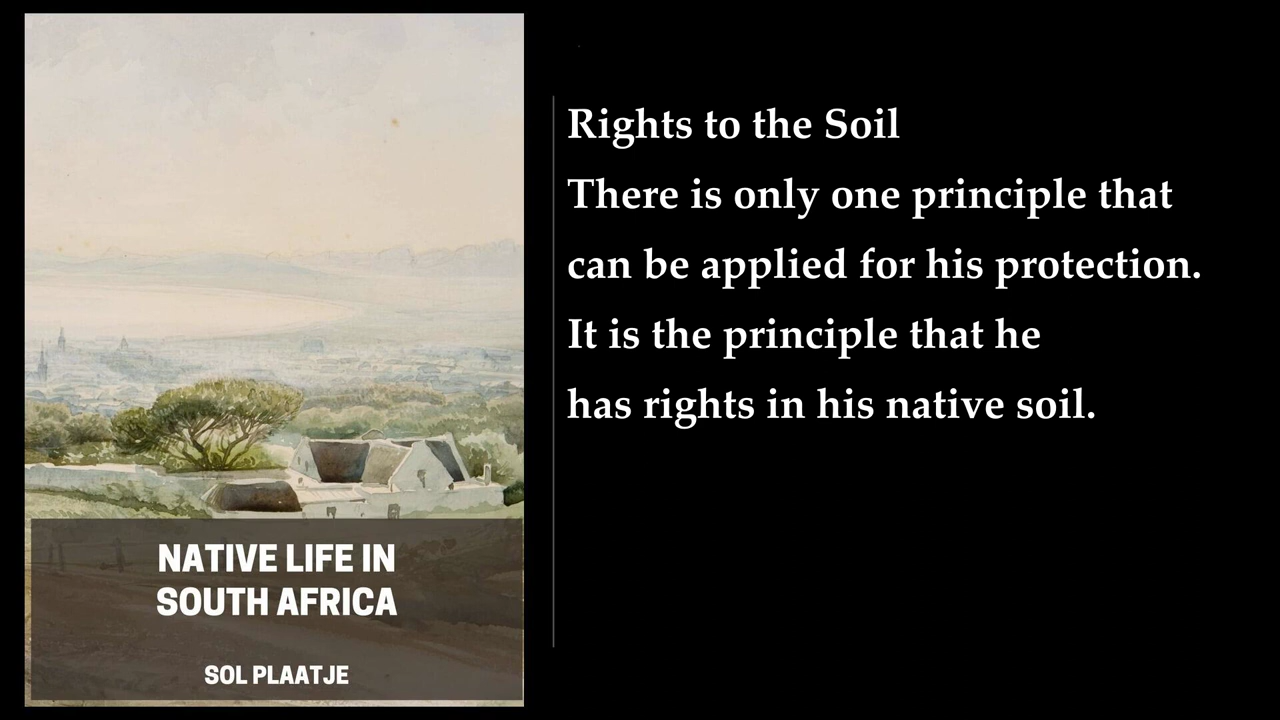 NATIVE LIFE IN
SOUTH AFRICA
SOL PLAATJE
Rights to the Soil
There is only one principle that
can be applied for his protection.
It is the principle that he
has rights in his native soil.